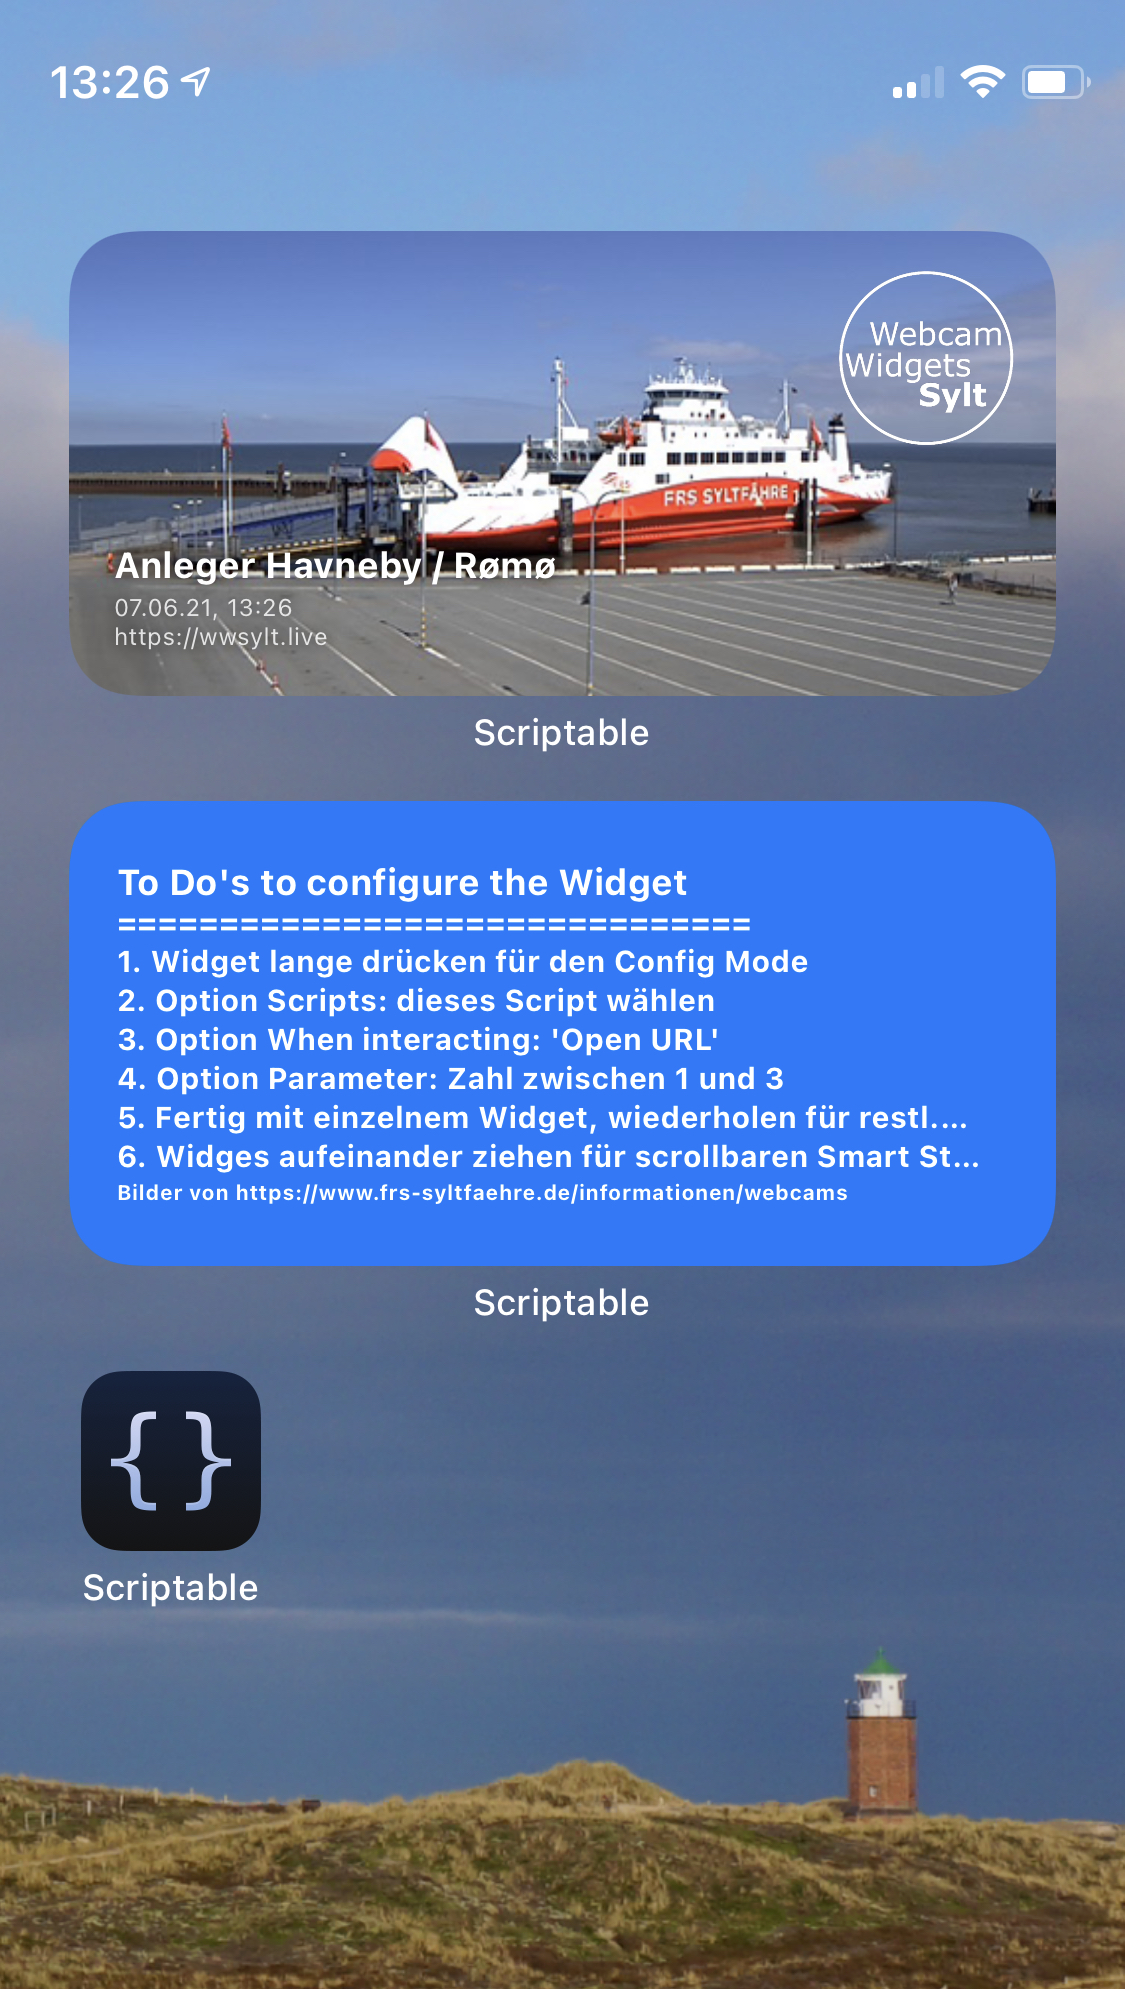 13:26
Webcam
Widgets
Sylt
FRS SYLTFÄHRE
Anleger Havneby / Rømø
07.06.21, 13:26
https://wwsylt.live
Scriptable
To Do's to configure the Widget
===============================
1. Widget lange drücken für den Config Mode
2. Option Scripts: dieses Script wählen
3. Option When interacting: 'Open URL'
4. Option Parameter: Zahl zwischen 1 und 3
5. Fertig mit einzelnem Widget, wiederholen für restl....
6. Widges aufeinander ziehen für scrollbaren Smart St...
Bilder von https://www.frs-syltfaehre.de/informationen/webcams
Scriptable
{}
Scriptable